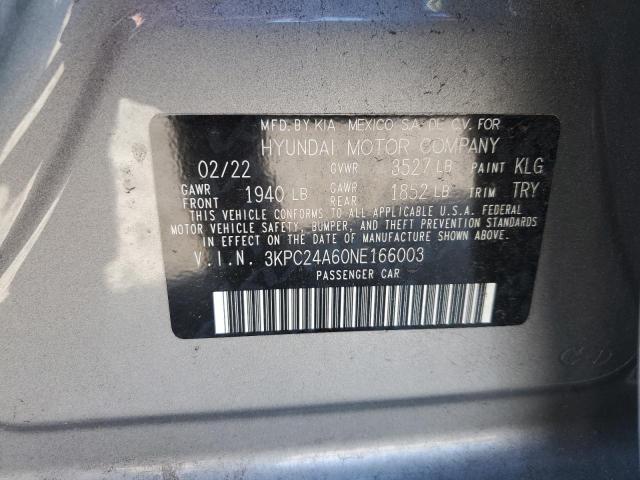 MFD. BY KIA MEXICO S.A. DE C.V. FOR
HYUNDAI MOTOR COMPANY
02/22 GVWR 3527 LB PAINT KLG
GAWR FRONT 1940 LB GAWR REAR 1852 LB TRIM TRY
THIS VEHICLE CONFORMS TO ALL APPLICABLE U.S.A. FEDERAL
MOTOR VEHICLE SAFETY, BUMPER, AND THEFT PREVENTION STANDARDS
IN EFFECT ON THE DATE OF MANUFACTURE SHOWN ABOVE.
V.I.N. 3KPC24A60NE166003
PASSENGER CAR